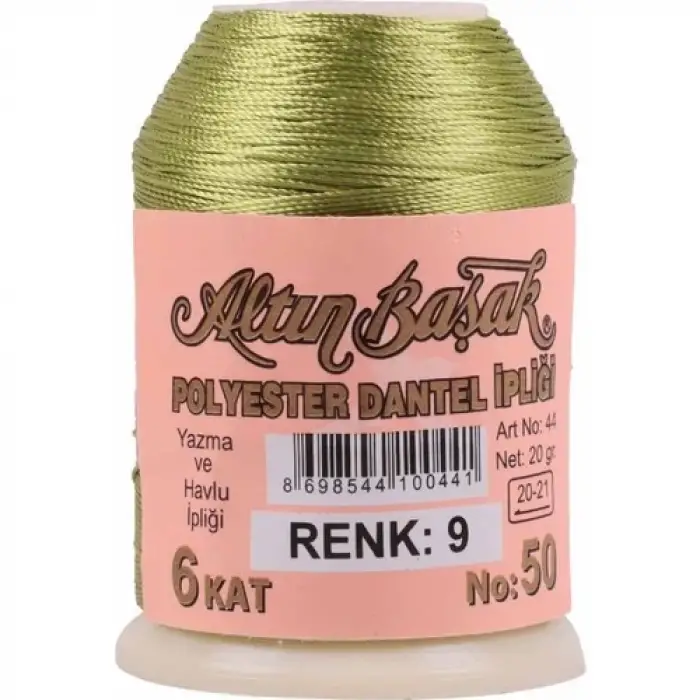 Altın Başak ®
POLYESTER DANTEL İPLİĞİ
Yazma
ve
Havlu
İpliği
Art No: 44
Net: 20 gr.
20-21
8 698544 100441
RENK: 9
6 KAT
No: 50